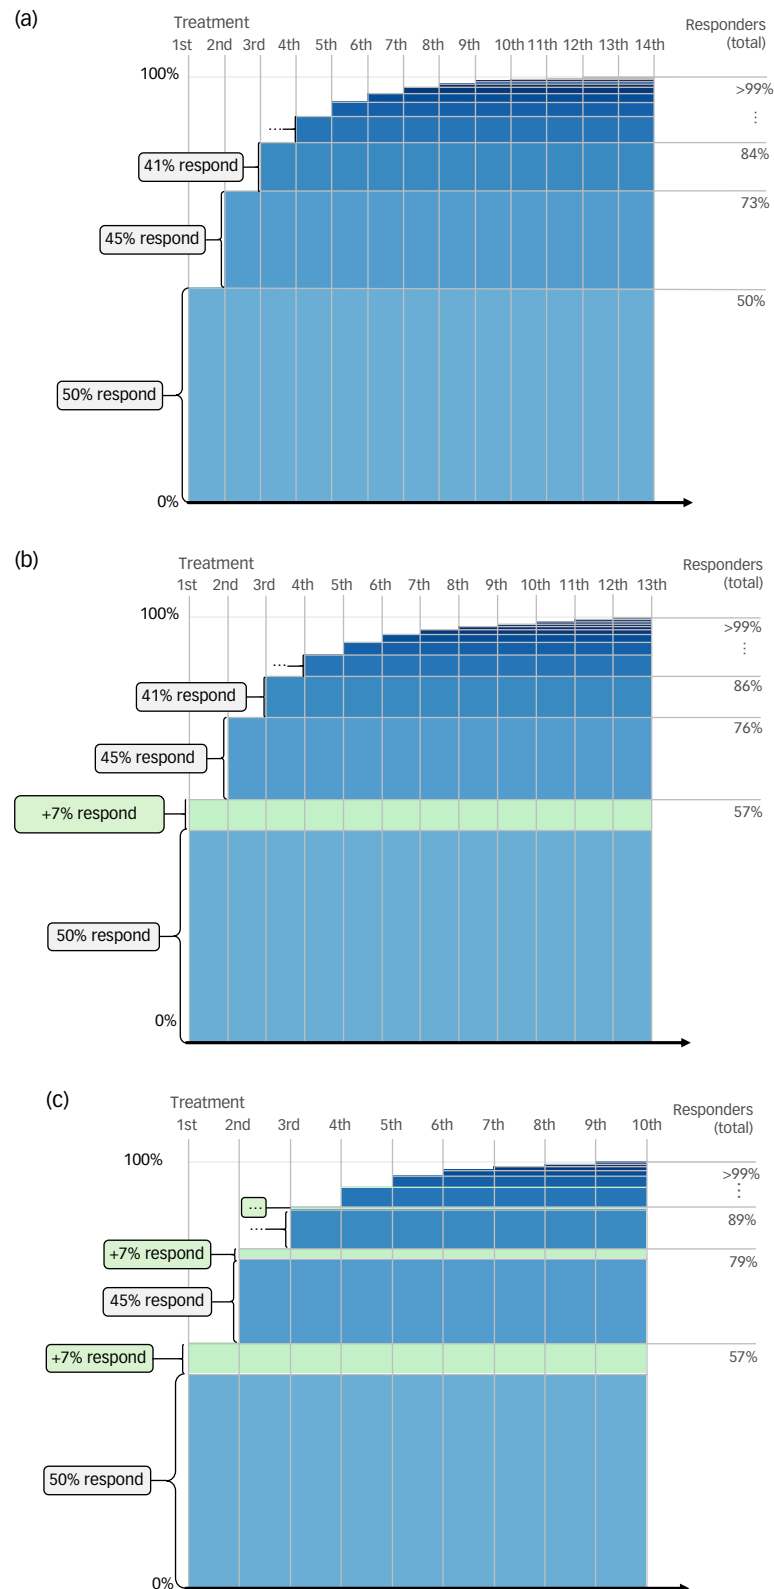 (a)
Treatment
Responders
(total)
1st 2nd 3rd 4th 5th 6th 7th 8th 9th 10th 11th 12th 13th 14th
100%
>99%
...
⋮
84%
41% respond
73%
45% respond
50%
50% respond
0%
(b)
Treatment
Responders
(total)
1st 2nd 3rd 4th 5th 6th 7th 8th 9th 10th 11th 12th 13th
100%
>99%
⋮
...
86%
41% respond
76%
45% respond
57%
+7% respond
50% respond
0%
(c)
Treatment
Responders
(total)
1st 2nd 3rd 4th 5th 6th 7th 8th 9th 10th
100%
>99%
⋮
...
89%
...
+7% respond
79%
45% respond
57%
+7% respond
50% respond
0%